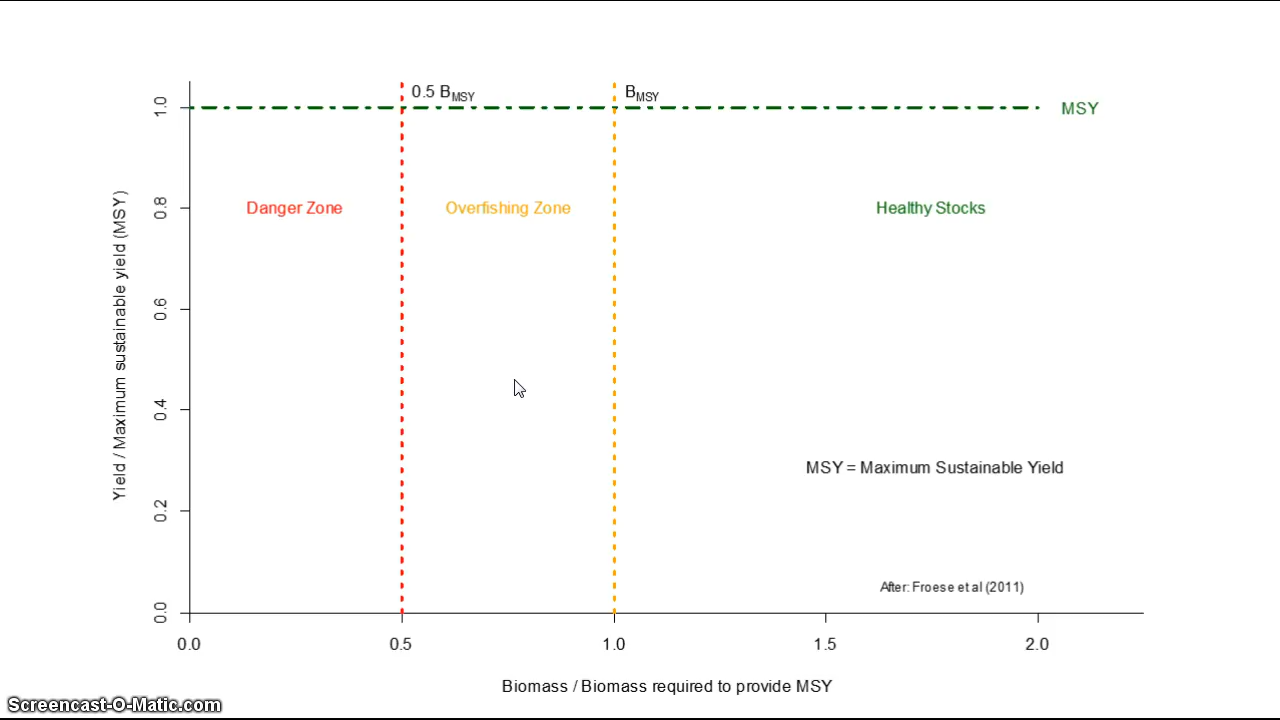 0.5 BMSY
BMSY
MSY
1.0
0.8
0.6
0.4
0.2
0.0
Yield / Maximum sustainable yield (MSY)
Danger Zone
Overfishing Zone
Healthy Stocks
MSY = Maximum Sustainable Yield
After: Froese et al (2011)
0.0 0.5 1.0 1.5 2.0
Biomass / Biomass required to provide MSY
Screencast-O-Matic.com